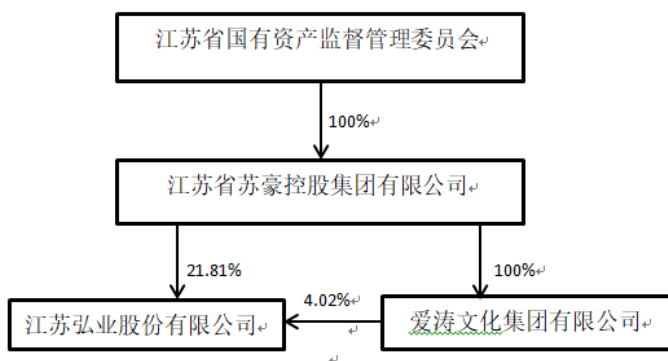 江苏省国有资产监督管理委员会
100%
江苏省苏豪控股集团有限公司
21.81%
100%
4.02%
江苏弘业股份有限公司
爱涛文化集团有限公司